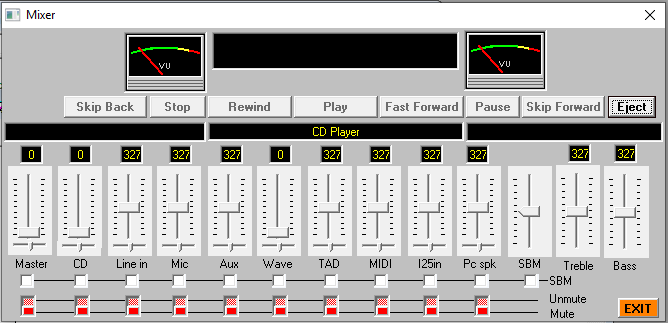 Mixer
VU
VU
Skip Back Stop Rewind Play Fast Forward Pause Skip Forward Eject
CD Player
0 0 327 327 327 0 327 327 327 327 327 327
Master CD Line in Mic Aux Wave TAD MIDI I25in Pc spk SBM Treble Bass
SBM
Unmute
Mute
EXIT